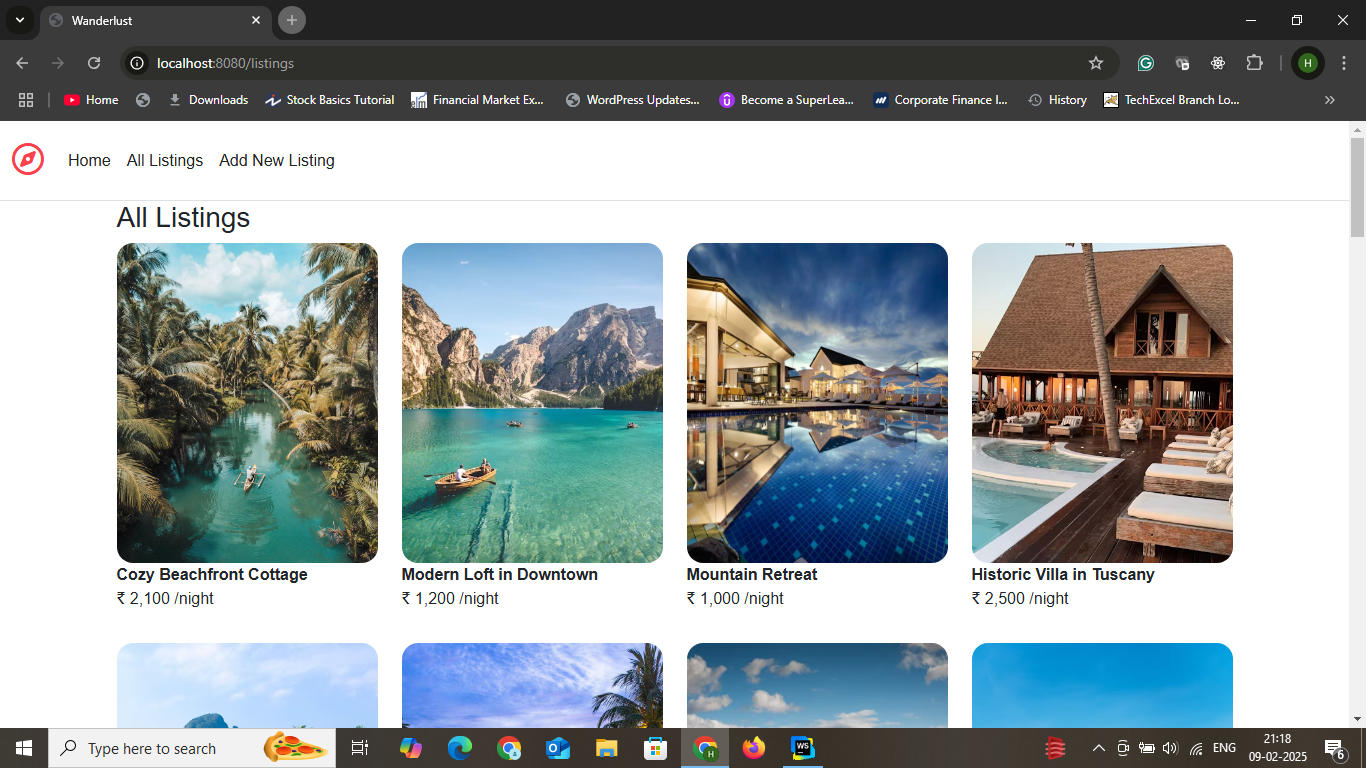 Wanderlust
localhost:8080/listings
H
Home
Downloads
Stock Basics Tutorial
Financial Market Ex...
WordPress Updates...
Become a SuperLea...
Corporate Finance I...
History
TechExcel Branch Lo...
Home All Listings Add New Listing
All Listings
Cozy Beachfront Cottage
₹ 2,100 /night
Modern Loft in Downtown
₹ 1,200 /night
Mountain Retreat
₹ 1,000 /night
Historic Villa in Tuscany
₹ 2,500 /night
Type here to search
H
WS
ENG
21:18
09-02-2025
6